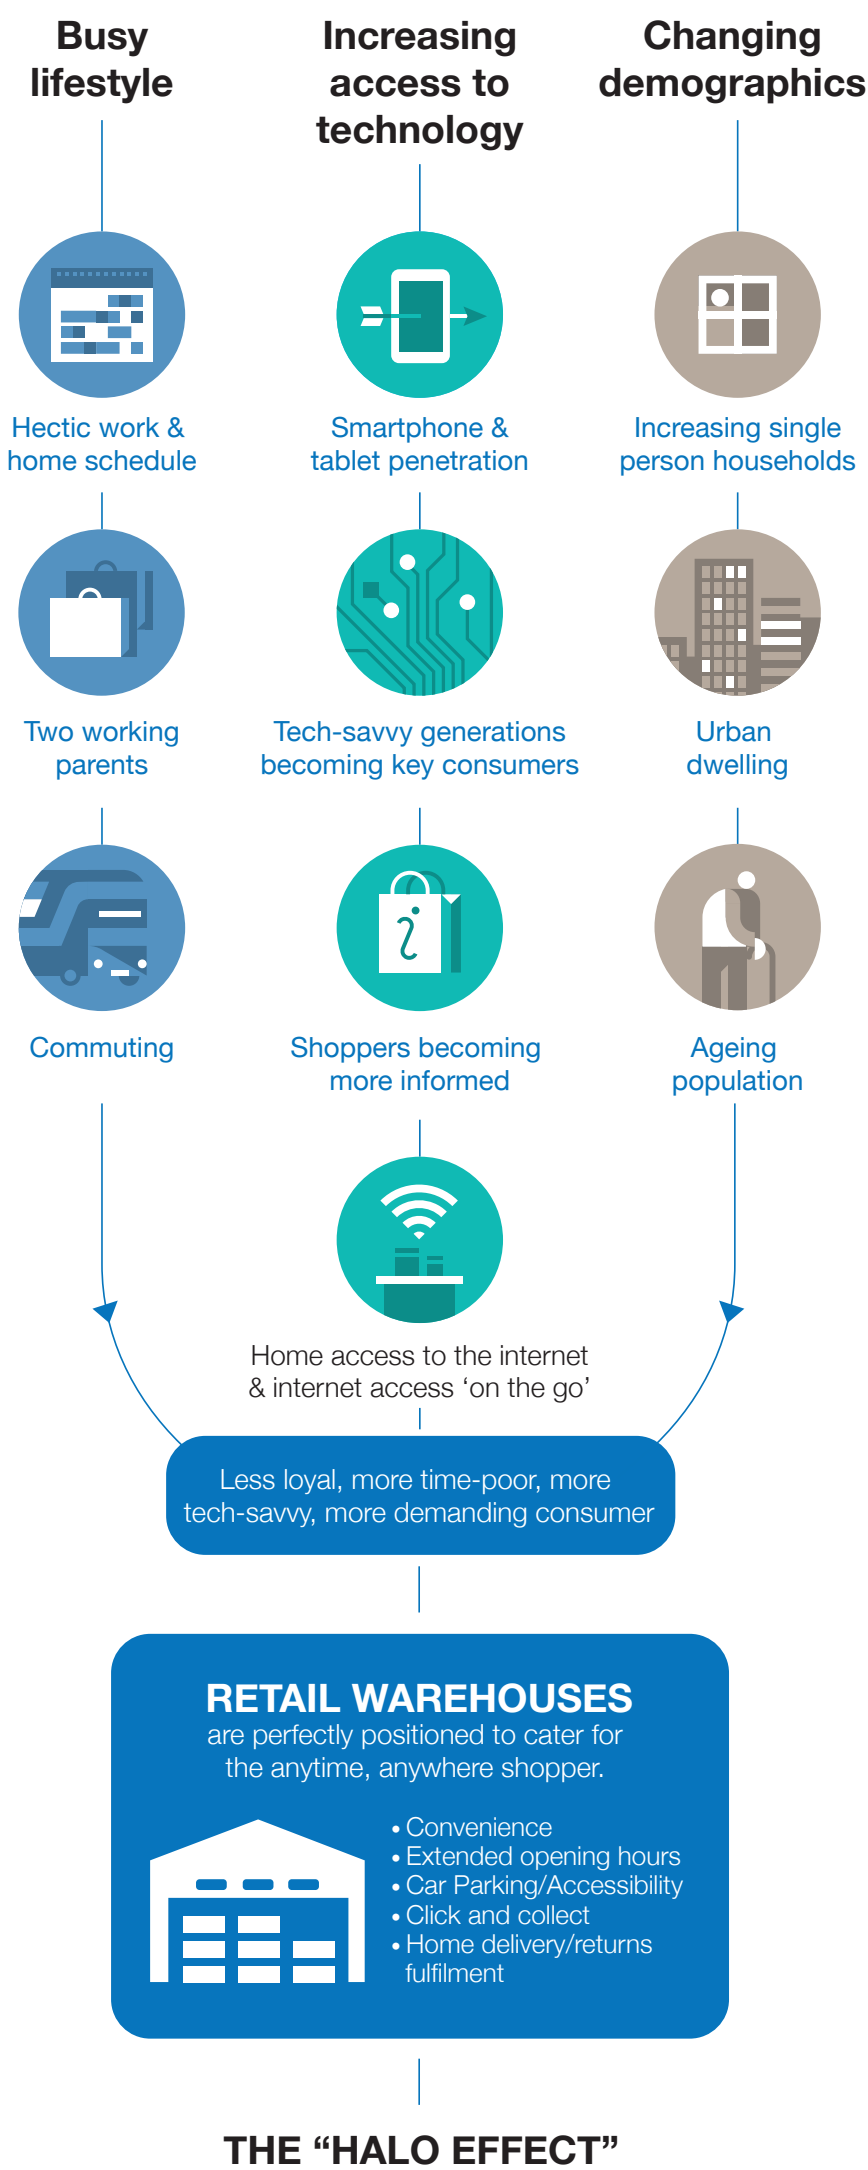 Busy
lifestyle
Hectic work &
home schedule
Two working
parents
Commuting
Increasing
access to
technology
Smartphone &
tablet penetration
Tech-savvy generations
becoming key consumers
Shoppers becoming
more informed
Home access to the internet
& internet access ‘on the go’
Changing
demographics
Increasing single
person households
Urban
dwelling
Ageing
population
Less loyal, more time-poor, more
tech-savvy, more demanding consumer
RETAIL WAREHOUSES
are perfectly positioned to cater for
the anytime, anywhere shopper.
• Convenience
• Extended opening hours
• Car Parking/Accessibility
• Click and collect
• Home delivery/returns
fulfilment
THE “HALO EFFECT”